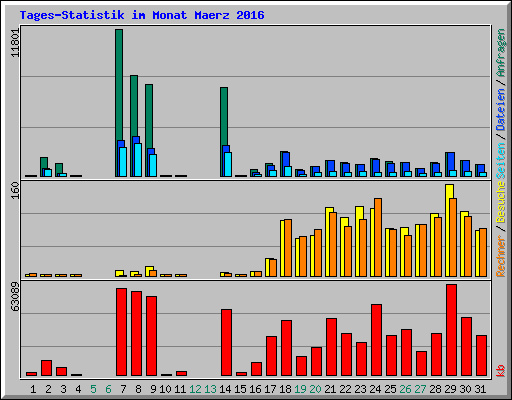 Tages-Statistik im Monat Maerz 2016
11801
160
63089
Rechner / Besuche
Seiten / Dateien / Anfragen
kb
1 2 3 4 5 6 7 8 9 10 11 12 13 14 15 16 17 18 19 20 21 22 23 24 25 26 27 28 29 30 31